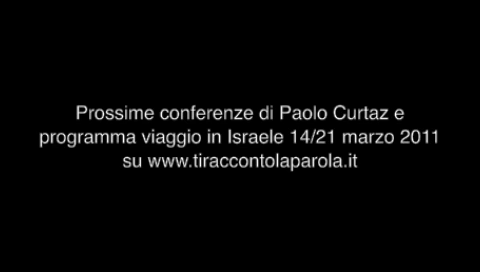 Prossime conferenze di Paolo Curtaz e
programma viaggio in Israele 14/21 marzo 2011
su www.tiraccontolaparola.it